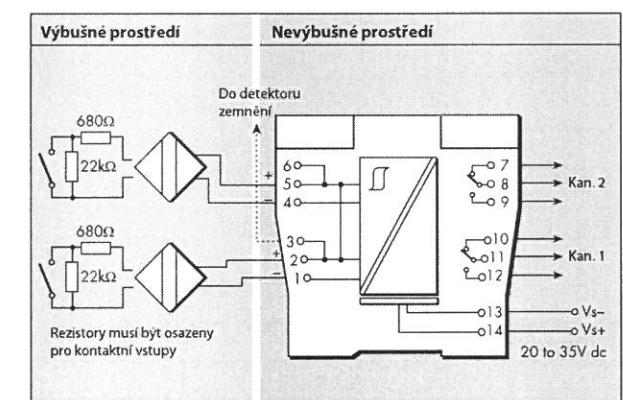 Výbušné prostředí
Nevýbušné prostředí
Do detektoru
zemnění
680Ω
22kΩ
+
−
6
5
4
7
8
9
Kan. 2
680Ω
22kΩ
+
−
3
2
1
10
11
12
Kan. 1
Rezistory musí být osazeny
pro kontaktní vstupy
13
Vs−
14
Vs+
20 to 35V dc